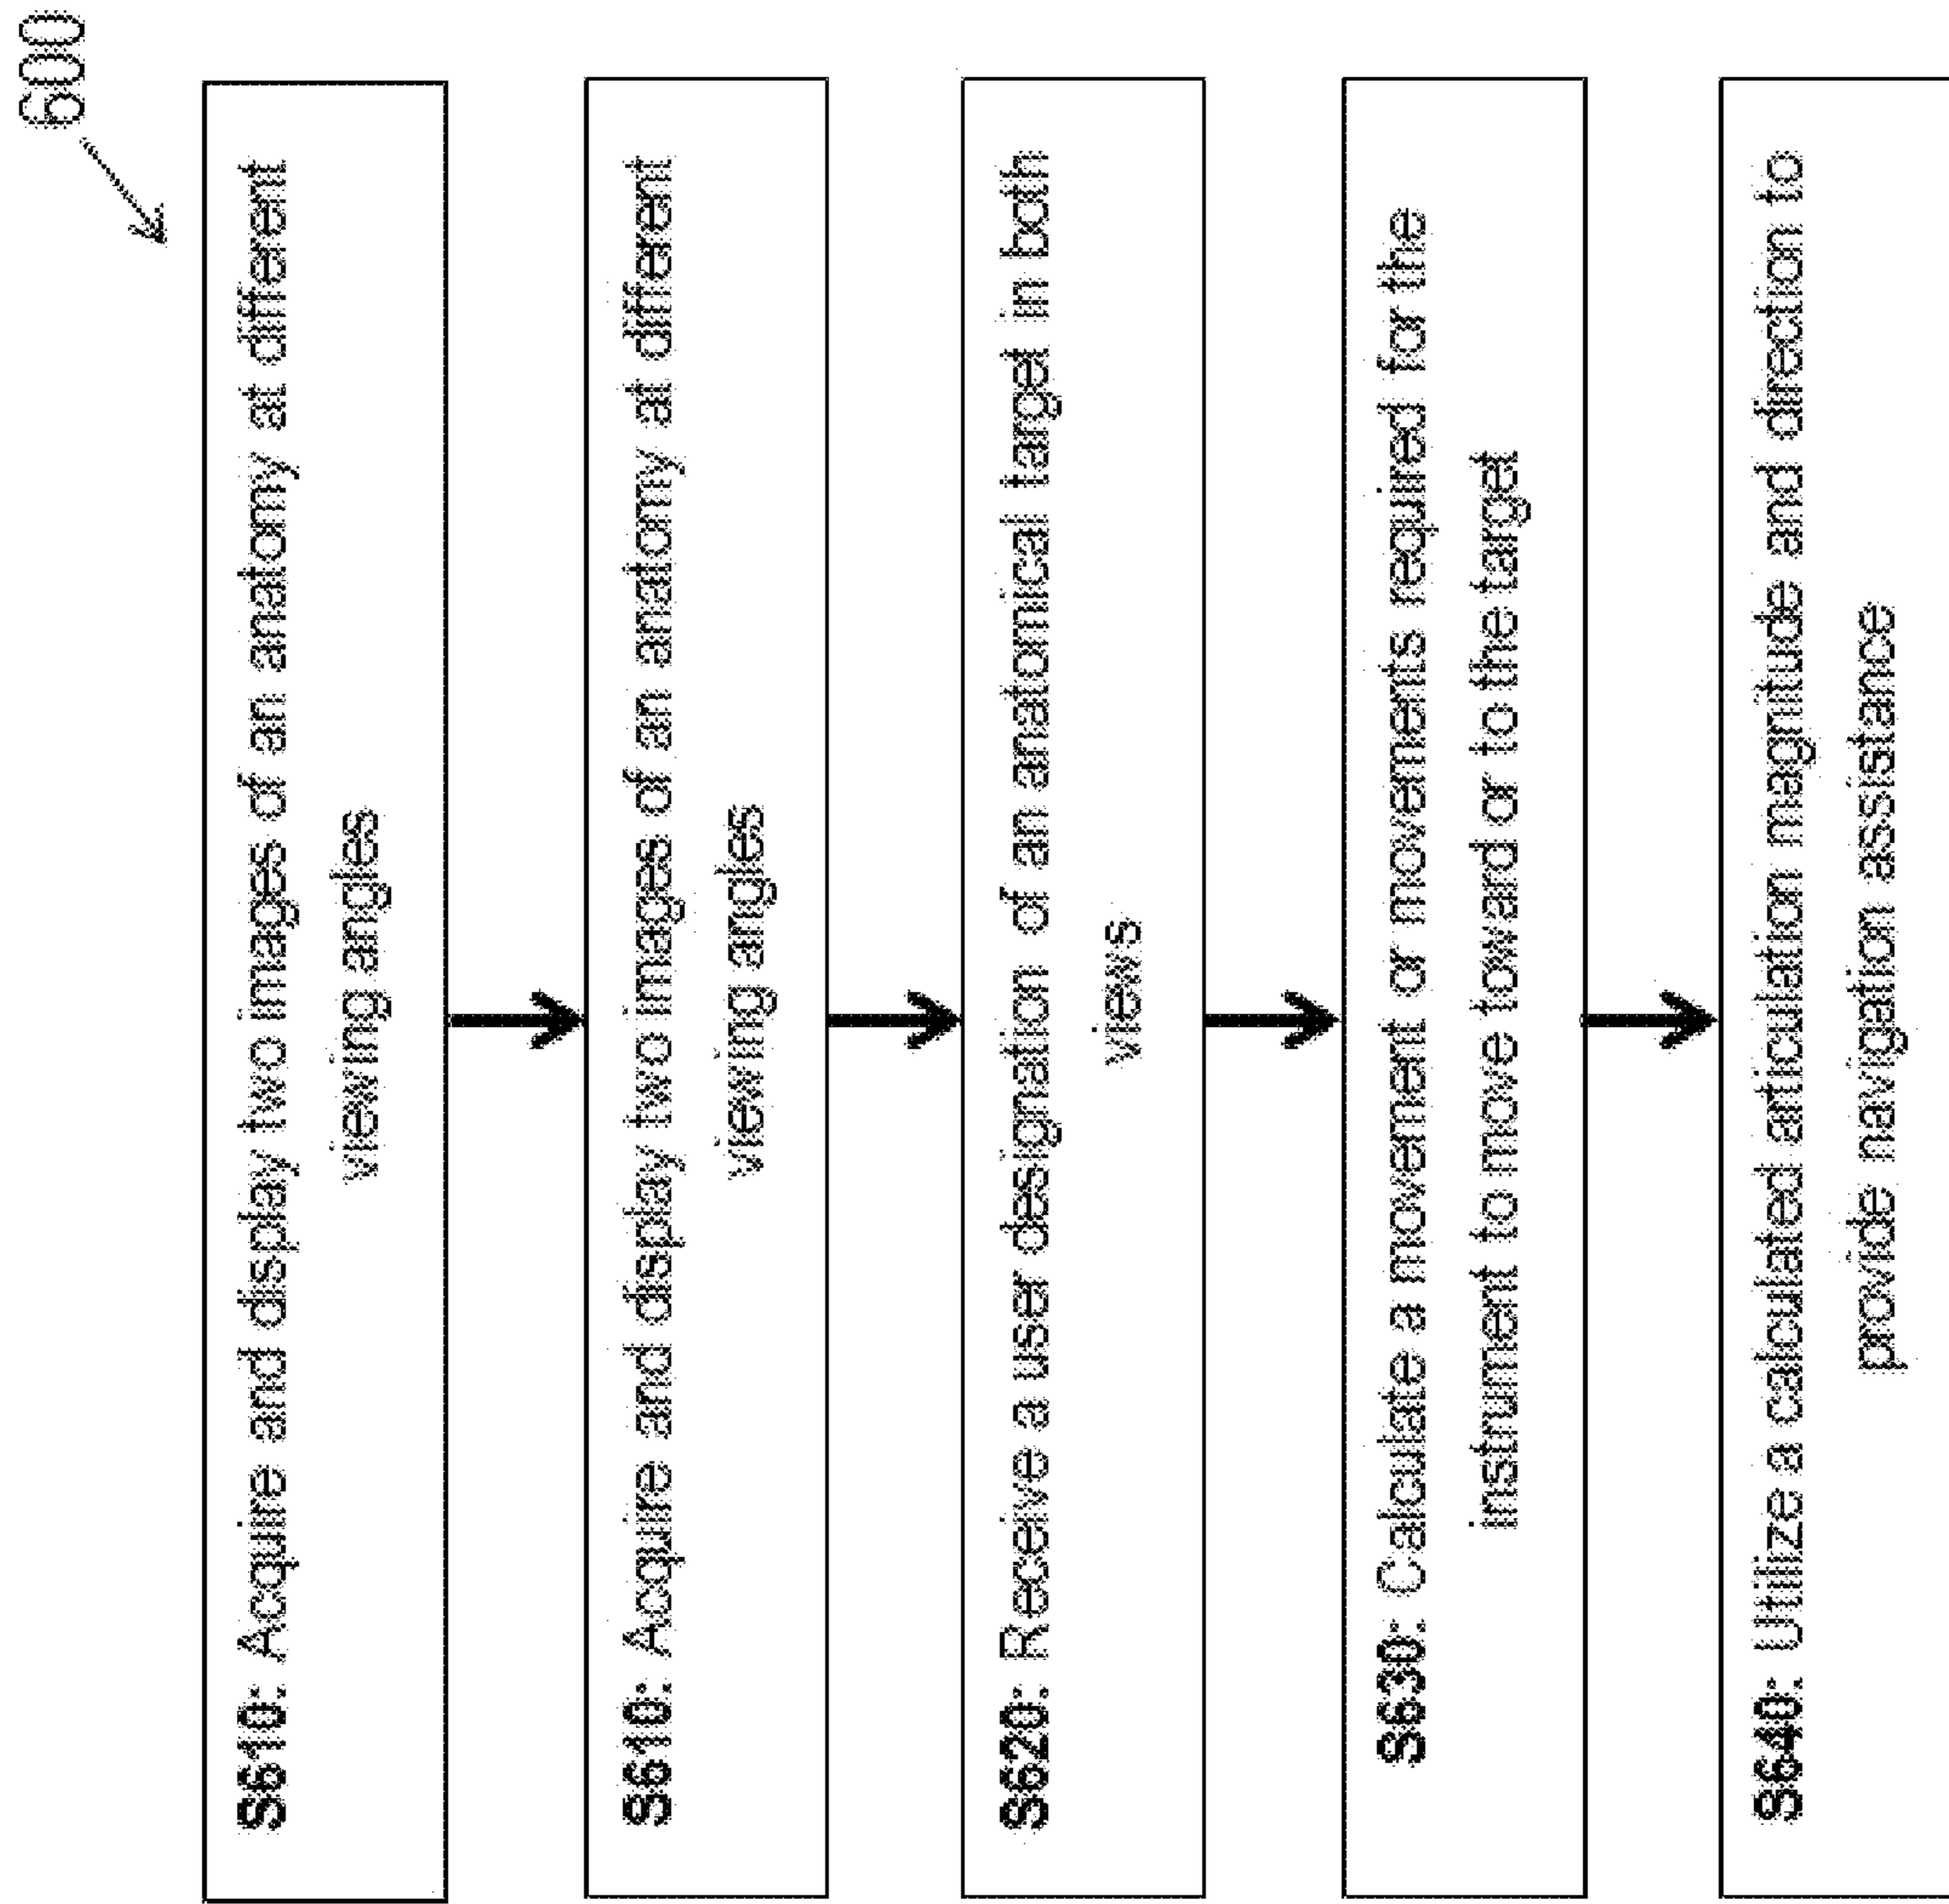 600
S610: Acquire and display two images of an anatomy at different
viewing angles
S610: Acquire and display two images of an anatomy at different
viewing angles
S620: Receive a user designation of an anatomical target in both
views
S630: Calculate a movement or movements required for the
instrument to move toward or to the target
S640: Utilize a calculated articulation magnitude and direction to
provide navigation assistance